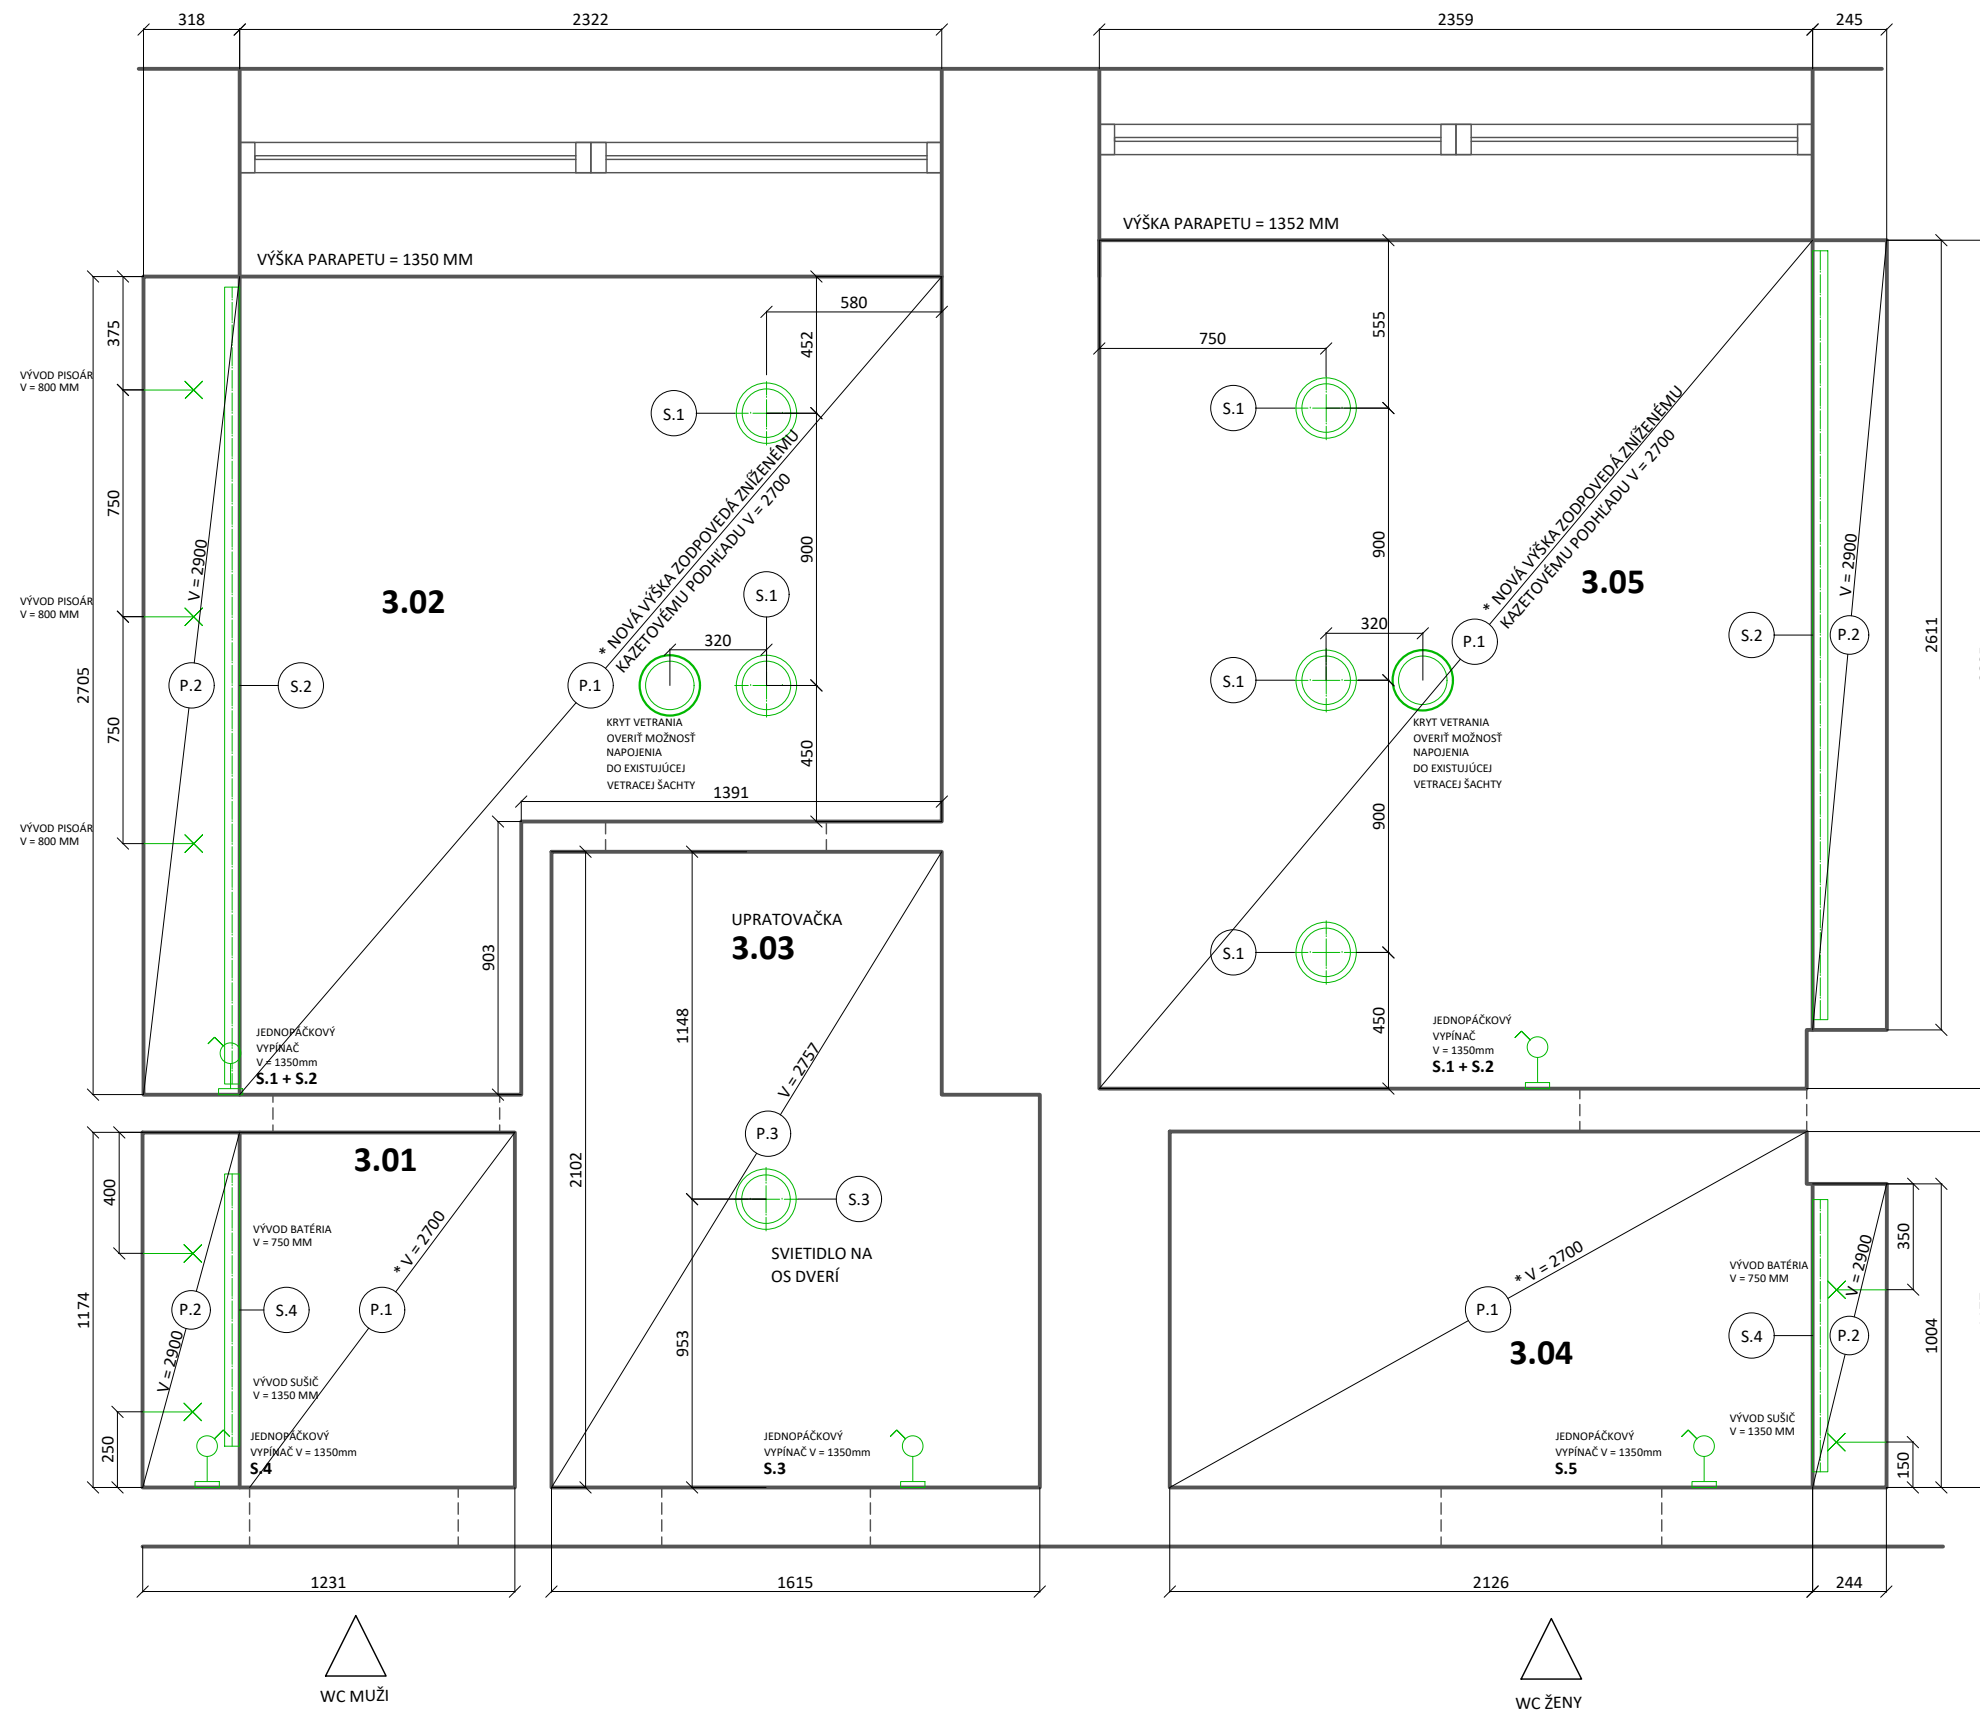 318
2322
2359
245
VÝŠKA PARAPETU = 1352 MM
VÝŠKA PARAPETU = 1350 MM
375
580
452
555
750
VÝVOD PISOÁR
V = 800 MM
S.1
S.1
* NOVÁ VÝŠKA ZODPOVEDÁ ZNÍŽENÉMU
KAZETOVÉMU PODHĽADU V = 2700
* NOVÁ VÝŠKA ZODPOVEDÁ ZNÍŽENÉMU
KAZETOVÉMU PODHĽADU V = 2700
750
900
900
V = 2900
V = 2900
3.02
3.05
VÝVOD PISOÁR
V = 800 MM
S.1
320
320
2705
P.2
S.2
P.1
S.1
P.1
S.2
P.2
2611
750
KRYT VETRANIA
OVERIŤ MOŽNOSŤ
NAPOJENIA
DO EXISTUJÚCEJ
VETRACEJ ŠACHTY
KRYT VETRANIA
OVERIŤ MOŽNOSŤ
NAPOJENIA
DO EXISTUJÚCEJ
VETRACEJ ŠACHTY
450
1391
900
VÝVOD PISOÁR
V = 800 MM
903
UPRATOVAČKA
3.03
S.1
1148
450
JEDNOPÁČKOVÝ
VYPÍNAČ
V = 1350mm
S.1 + S.2
JEDNOPÁČKOVÝ
VYPÍNAČ
V = 1350mm
S.1 + S.2
V = 2757
P.3
3.01
400
2102
S.3
350
VÝVOD BATÉRIA
V = 750 MM
* V = 2700
SVIETIDLO NA
OS DVERÍ
* V = 2700
VÝVOD BATÉRIA
V = 750 MM
V = 2900
1174
P.2
S.4
P.1
953
P.1
3.04
S.4
P.2
1004
V = 2900
VÝVOD SUŠIČ
V = 1350 MM
VÝVOD SUŠIČ
V = 1350 MM
250
JEDNOPÁČKOVÝ
VYPÍNAČ V = 1350mm
S.4
JEDNOPÁČKOVÝ
VYPÍNAČ V = 1350mm
S.3
JEDNOPÁČKOVÝ
VYPÍNAČ V = 1350mm
S.5
150
1231
1615
2126
244
WC MUŽI
WC ŽENY